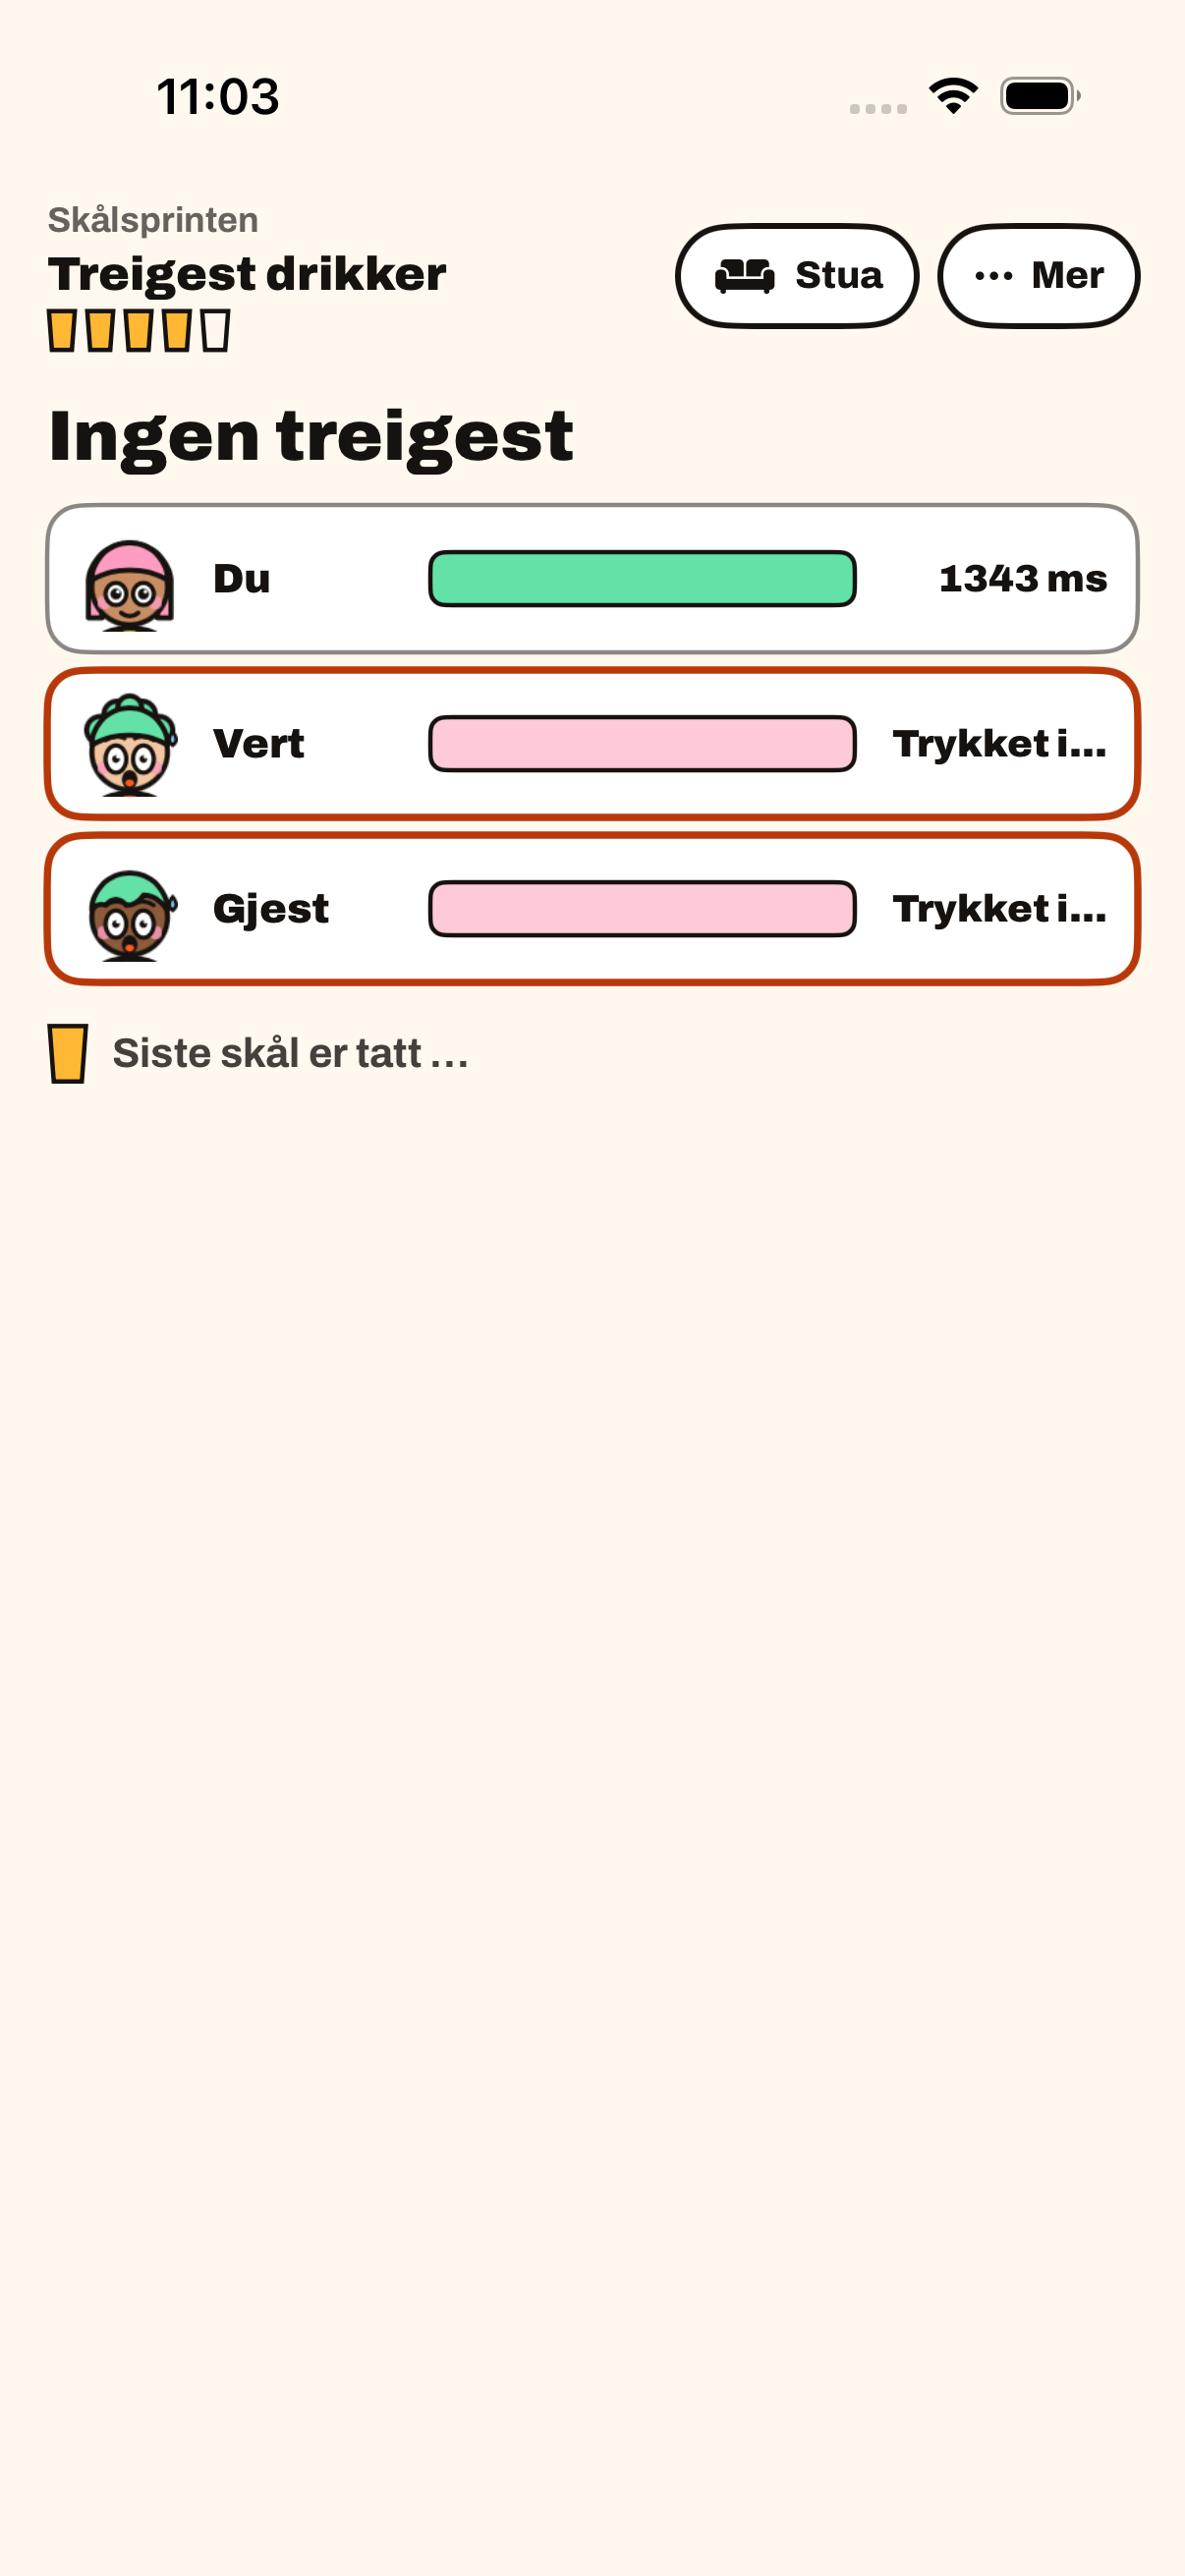 11:03
Skålsprinten
Treigest drikker
Stua
Mer
Ingen treigest
Du
1343 ms
Vert
Trykket i...
Gjest
Trykket i...
Siste skål er tatt ...